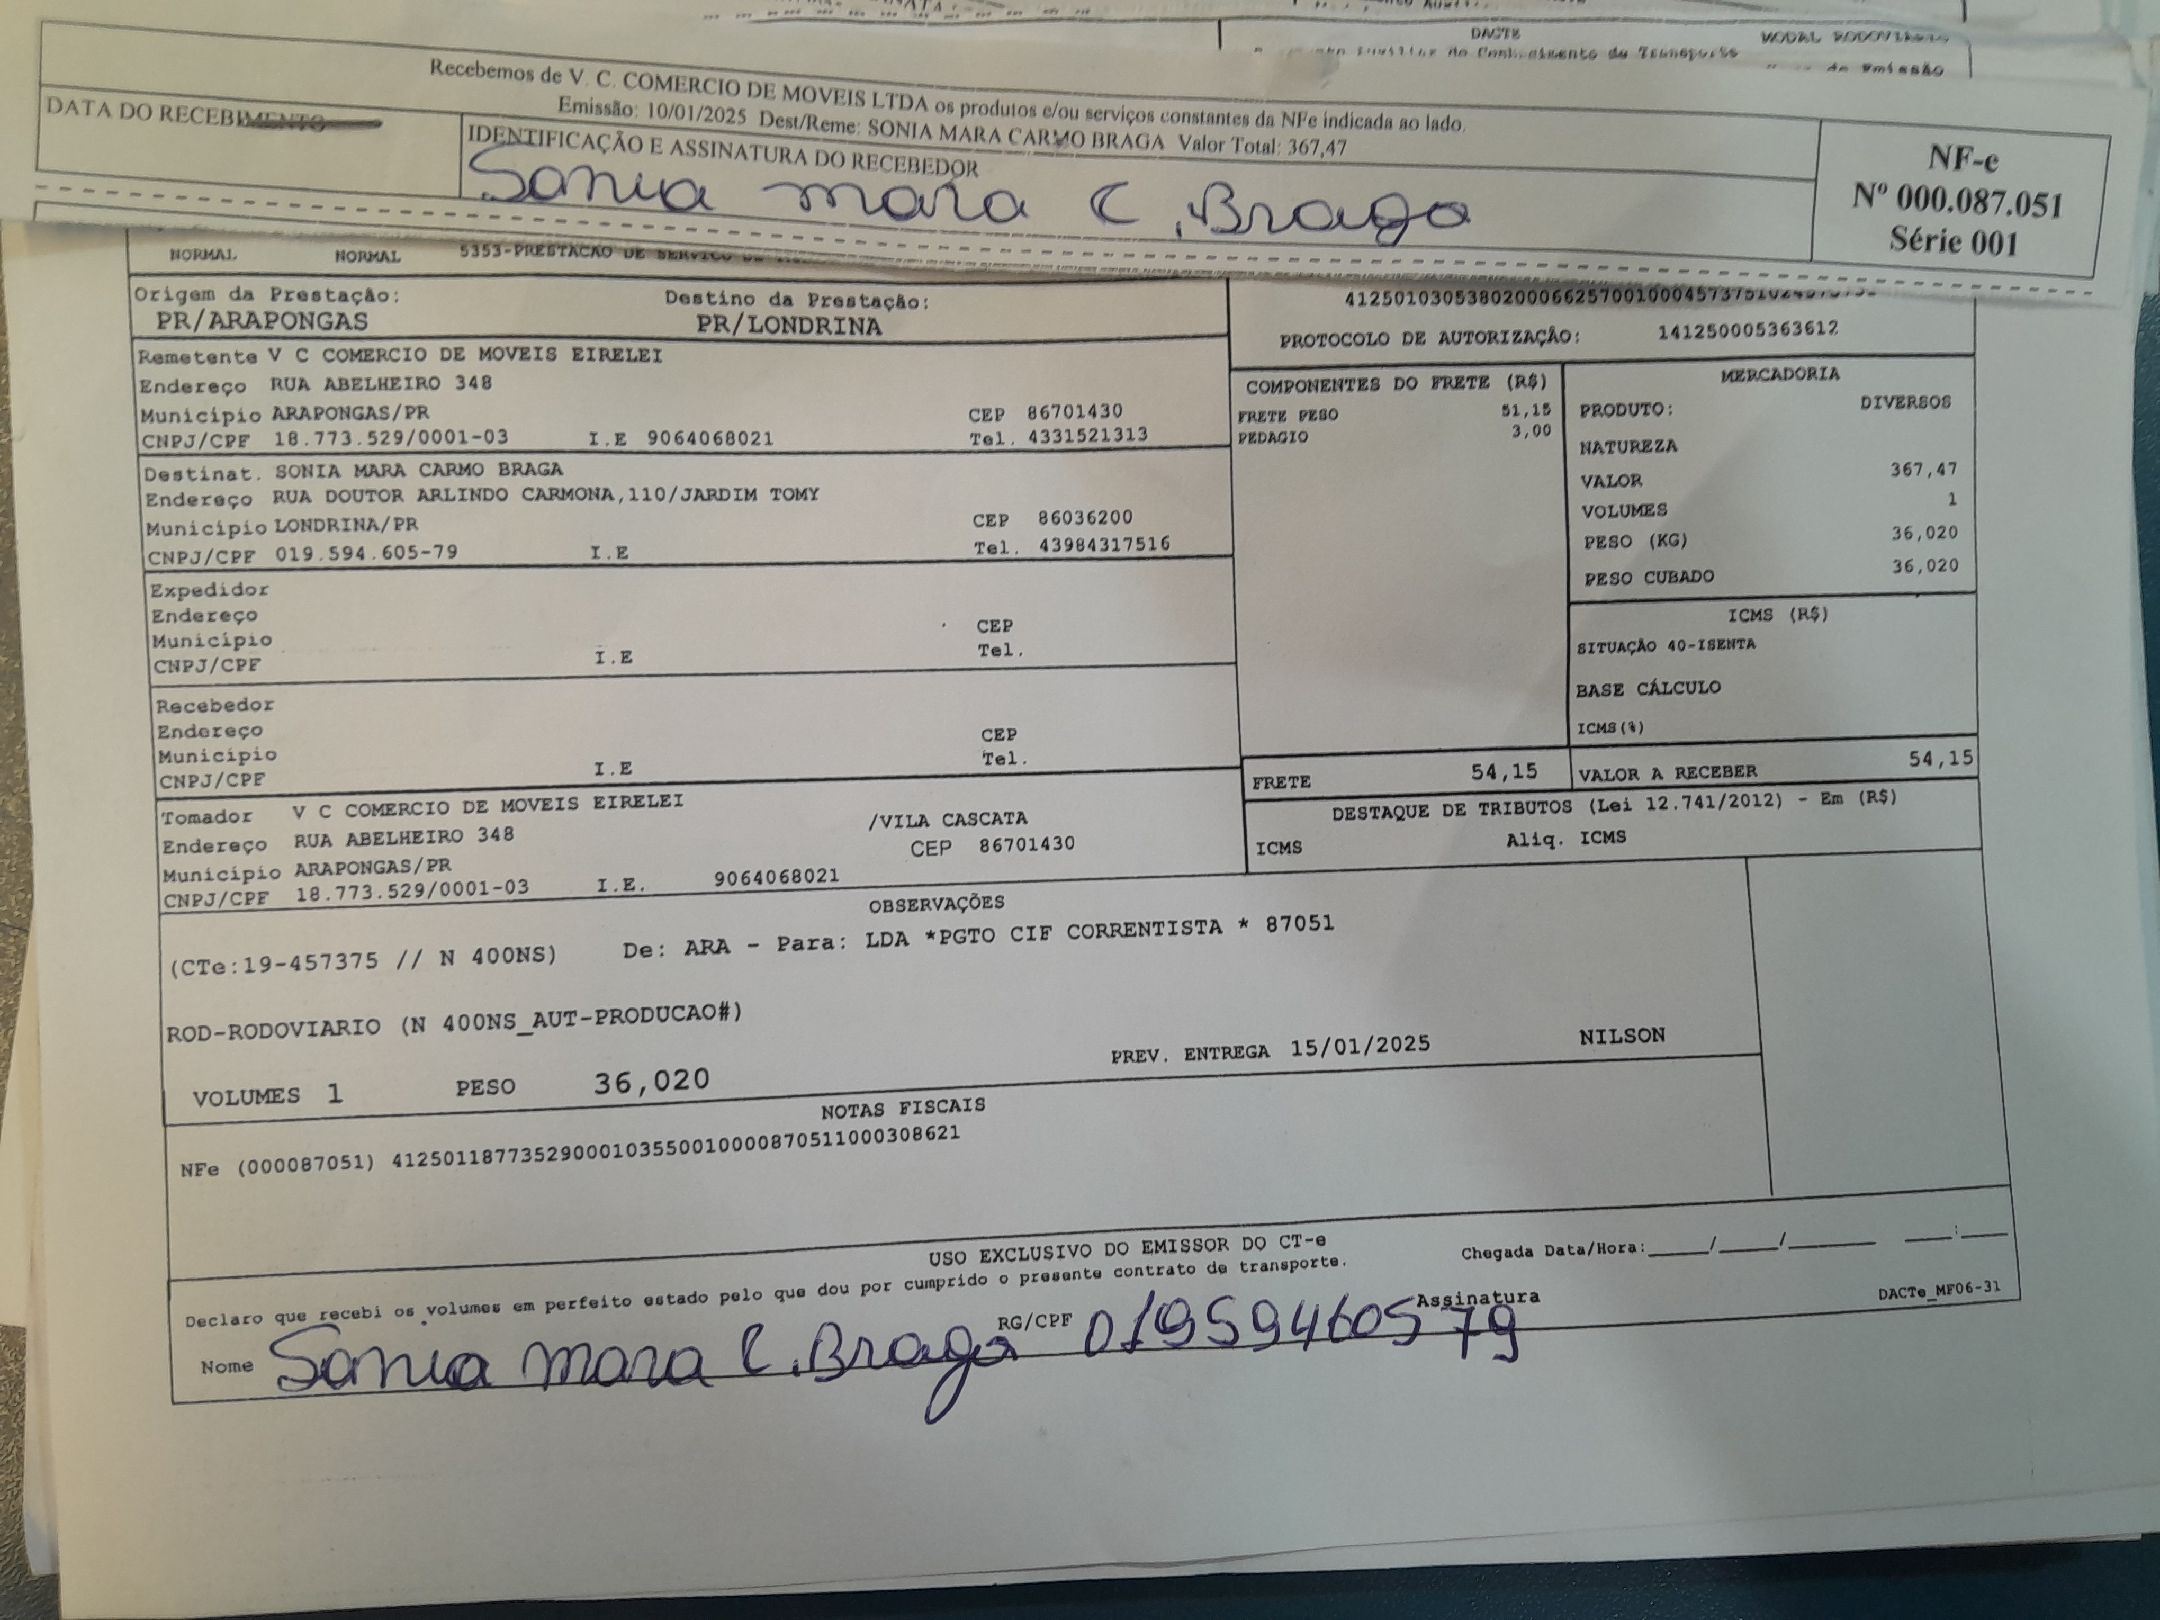 DACTE MODAL RODOVIARIO
Auxiliar do Conhecimento de Transporte
de Emissão
Recebemos de V. C. COMERCIO DE MOVEIS LTDA os produtos e/ou serviços constantes da NFe indicada ao lado.
Emissão: 10/01/2025 Dest/Reme: SONIA MARA CARMO BRAGA Valor Total: 367,47
DATA DO RECEBIMENTO
IDENTIFICAÇÃO E ASSINATURA DO RECEBEDOR
Sonia mara C. Braga
NF-e
Nº 000.087.051
Série 001
NORMAL NORMAL 5353-PRESTACAO DE SERVICO DE
Origem da Prestação: Destino da Prestação:
PR/ARAPONGAS PR/LONDRINA
PROTOCOLO DE AUTORIZAÇÃO: 141250005363612
Remetente V C COMERCIO DE MOVEIS EIRELEI
Endereço RUA ABELHEIRO 348
Município ARAPONGAS/PR CEP 86701430
CNPJ/CPF 18.773.529/0001-03 I.E 9064068021 Tel. 4331521313
Destinat. SONIA MARA CARMO BRAGA
Endereço RUA DOUTOR ARLINDO CARMONA,110/JARDIM TOMY
Município LONDRINA/PR CEP 86036200
CNPJ/CPF 019.594.605-79 I.E Tel. 43984317516
Expedidor
Endereço
Município CEP
CNPJ/CPF I.E Tel.
Recebedor
Endereço
Município CEP
CNPJ/CPF I.E Tel.
Tomador V C COMERCIO DE MOVEIS EIRELEI
Endereço RUA ABELHEIRO 348 /VILA CASCATA
Município ARAPONGAS/PR CEP 86701430
CNPJ/CPF 18.773.529/0001-03 I.E. 9064068021
COMPONENTES DO FRETE (R$)
FRETE PESO 51,15
PEDAGIO 3,00
MERCADORIA
PRODUTO: DIVERSOS
NATUREZA
VALOR 367,47
VOLUMES 1
PESO (KG) 36,020
PESO CUBADO 36,020
ICMS (R$)
SITUAÇÃO 40-ISENTA
BASE CÁLCULO
ICMS(%)
FRETE 54,15 VALOR A RECEBER 54,15
DESTAQUE DE TRIBUTOS (Lei 12.741/2012) - Em (R$)
ICMS Aliq. ICMS
OBSERVAÇÕES
(CTe:19-457375 // N 400NS) De: ARA - Para: LDA *PGTO CIF CORRENTISTA * 87051
ROD-RODOVIARIO (N 400NS_AUT-PRODUCAO#)
PREV. ENTREGA 15/01/2025 NILSON
VOLUMES 1 PESO 36,020
NOTAS FISCAIS
NFe (000087051) 41250118773529000103550010000870511000308621
USO EXCLUSIVO DO EMISSOR DO CT-e
Declaro que recebi os volumes em perfeito estado pelo que dou por cumprido o presente contrato de transporte.
Chegada Data/Hora:_____/_____/_______ ____:____
Nome Sonia mara C. Braga RG/CPF 01959460579 Assinatura
DACTe_MF06-31